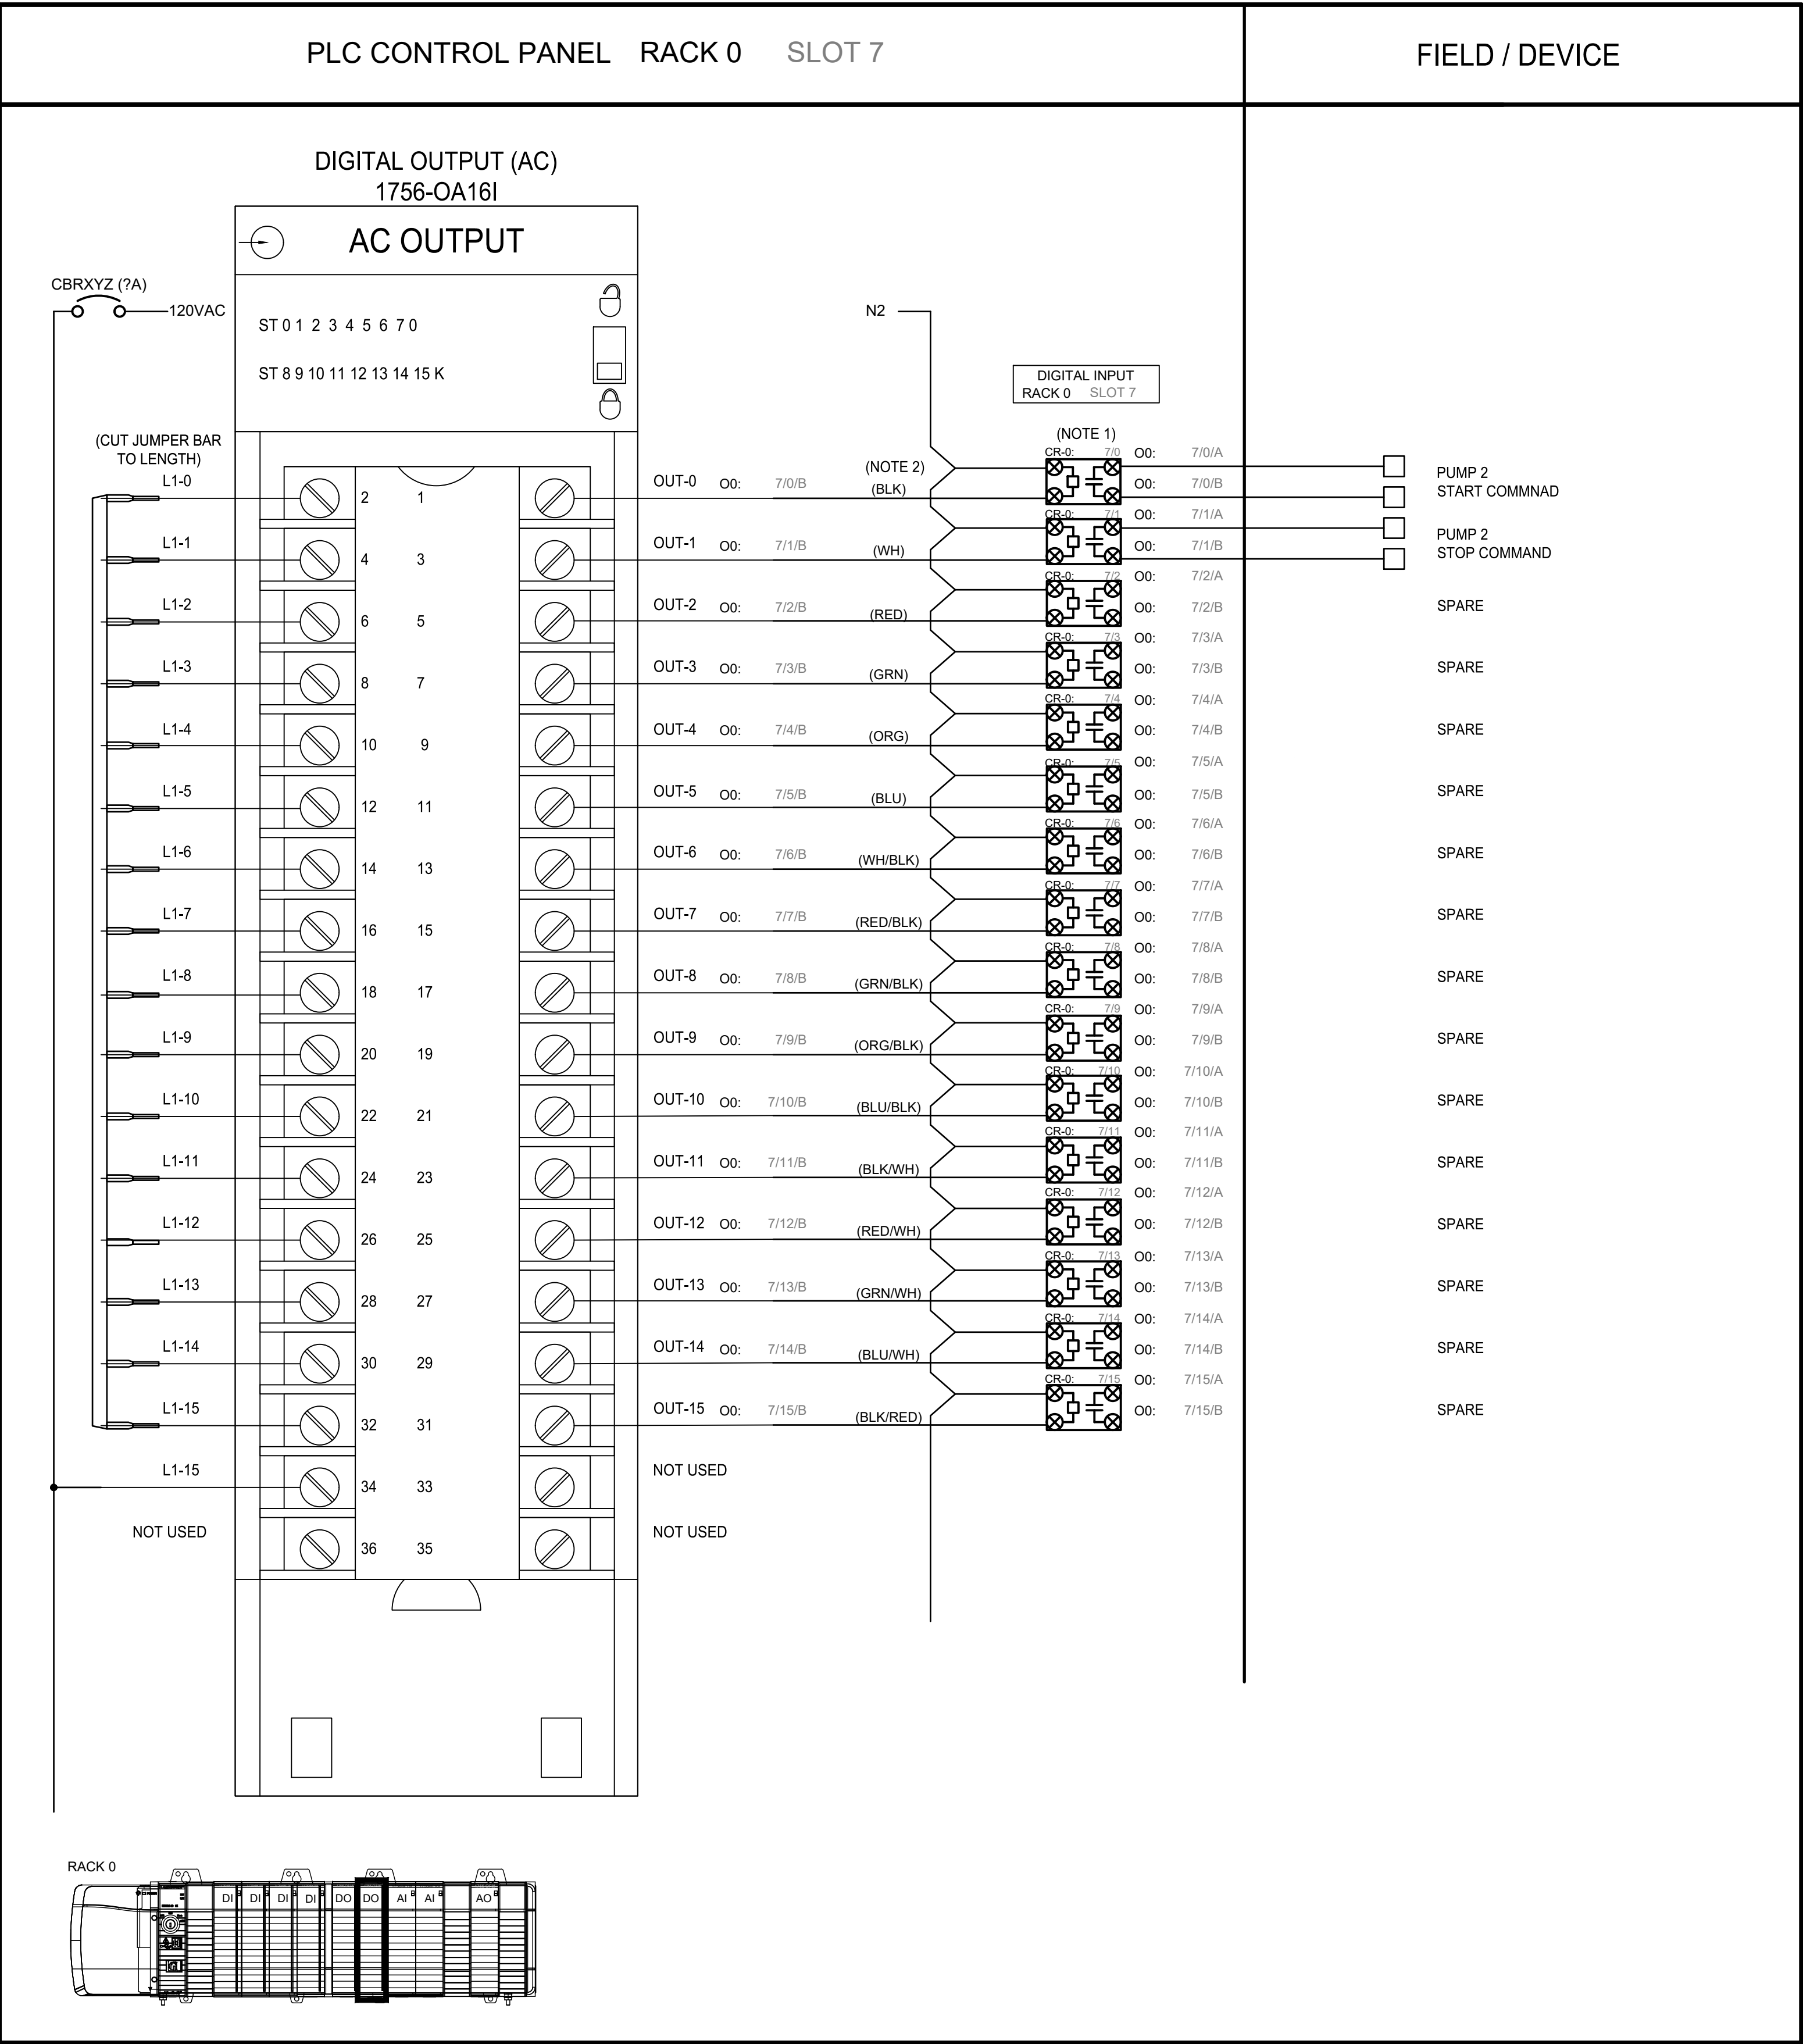 PLC CONTROL PANEL RACK 0 SLOT 7
FIELD / DEVICE
DIGITAL OUTPUT (AC)
1756-OA16I
AC OUTPUT
CBRXYZ (?A)
120VAC
ST 0 1 2 3 4 5 6 7 0
ST 8 9 10 11 12 13 14 15 K
N2
DIGITAL INPUT
RACK 0 SLOT 7
(CUT JUMPER BAR
TO LENGTH)
(NOTE 1)
(NOTE 2)
CR-0: 7/0 O0: 7/0/A
L1-0 2 1 OUT-0 O0: 7/0/B (BLK) O0: 7/0/B
PUMP 2
START COMMNAD
CR-0: 7/1 O0: 7/1/A
L1-1 4 3 OUT-1 O0: 7/1/B (WH) O0: 7/1/B
PUMP 2
STOP COMMAND
CR-0: 7/2 O0: 7/2/A
L1-2 6 5 OUT-2 O0: 7/2/B (RED) O0: 7/2/B SPARE
CR-0: 7/3 O0: 7/3/A
L1-3 8 7 OUT-3 O0: 7/3/B (GRN) O0: 7/3/B SPARE
CR-0: 7/4 O0: 7/4/A
L1-4 10 9 OUT-4 O0: 7/4/B (ORG) O0: 7/4/B SPARE
CR-0: 7/5 O0: 7/5/A
L1-5 12 11 OUT-5 O0: 7/5/B (BLU) O0: 7/5/B SPARE
CR-0: 7/6 O0: 7/6/A
L1-6 14 13 OUT-6 O0: 7/6/B (WH/BLK) O0: 7/6/B SPARE
CR-0: 7/7 O0: 7/7/A
L1-7 16 15 OUT-7 O0: 7/7/B (RED/BLK) O0: 7/7/B SPARE
CR-0: 7/8 O0: 7/8/A
L1-8 18 17 OUT-8 O0: 7/8/B (GRN/BLK) O0: 7/8/B SPARE
CR-0: 7/9 O0: 7/9/A
L1-9 20 19 OUT-9 O0: 7/9/B (ORG/BLK) O0: 7/9/B SPARE
CR-0: 7/10 O0: 7/10/A
L1-10 22 21 OUT-10 O0: 7/10/B (BLU/BLK) O0: 7/10/B SPARE
CR-0: 7/11 O0: 7/11/A
L1-11 24 23 OUT-11 O0: 7/11/B (BLK/WH) O0: 7/11/B SPARE
CR-0: 7/12 O0: 7/12/A
L1-12 26 25 OUT-12 O0: 7/12/B (RED/WH) O0: 7/12/B SPARE
CR-0: 7/13 O0: 7/13/A
L1-13 28 27 OUT-13 O0: 7/13/B (GRN/WH) O0: 7/13/B SPARE
CR-0: 7/14 O0: 7/14/A
L1-14 30 29 OUT-14 O0: 7/14/B (BLU/WH) O0: 7/14/B SPARE
CR-0: 7/15 O0: 7/15/A
L1-15 32 31 OUT-15 O0: 7/15/B (BLK/RED) O0: 7/15/B SPARE
L1-15 34 33 NOT USED
NOT USED 36 35 NOT USED
RACK 0
DI DI DI DI DO DO AI AI AO